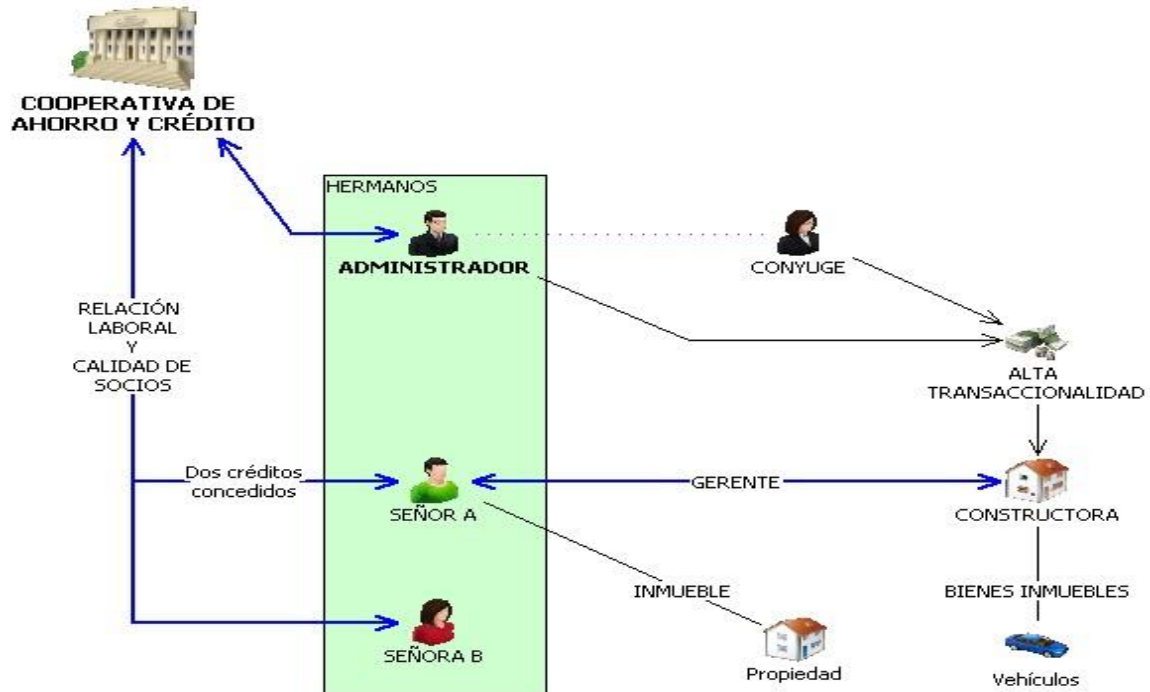 COOPERATIVA DE
AHORRO Y CRÉDITO
HERMANOS
ADMINISTRADOR
CONYUGE
RELACIÓN
LABORAL
Y
CALIDAD DE
SOCIOS
ALTA
TRANSACCIONALIDAD
Dos créditos
concedidos
SEÑOR A
GERENTE
CONSTRUCTORA
INMUEBLE
BIENES INMUEBLES
SEÑORA B
Propiedad
Vehículos